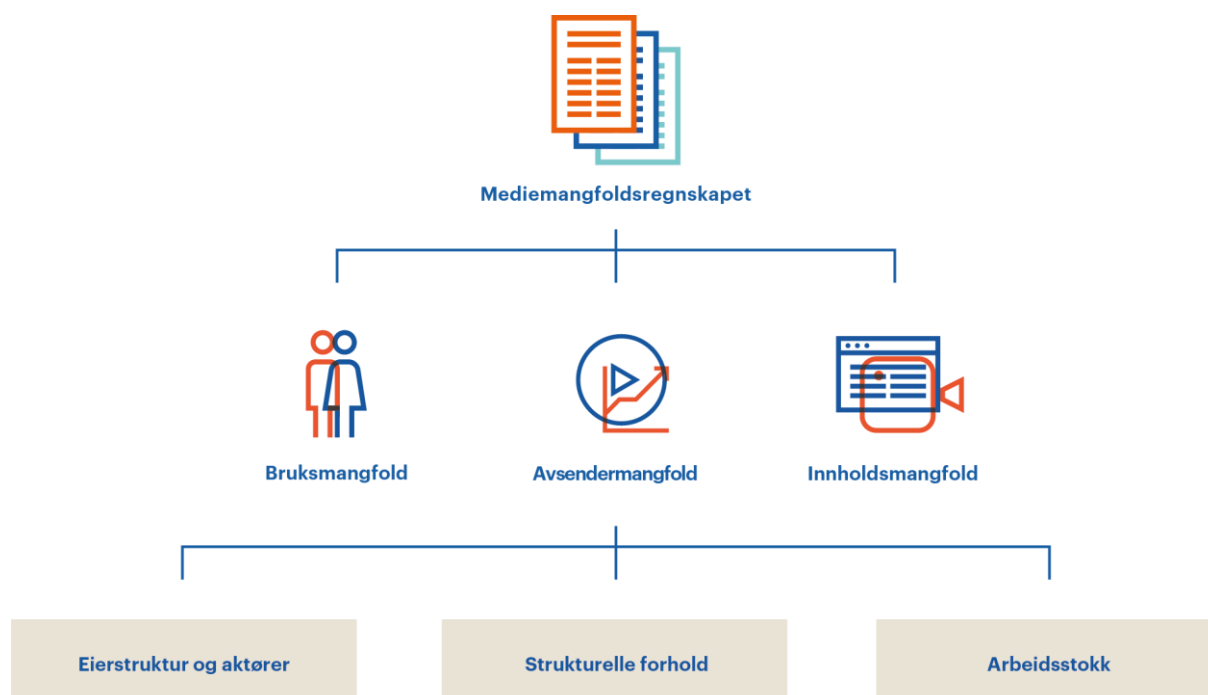 Mediemangfoldsregnskapet
Bruksmangfold
Avsendermangfold
Innholdsmangfold
Eierstruktur og aktører
Strukturelle forhold
Arbeidsstokk